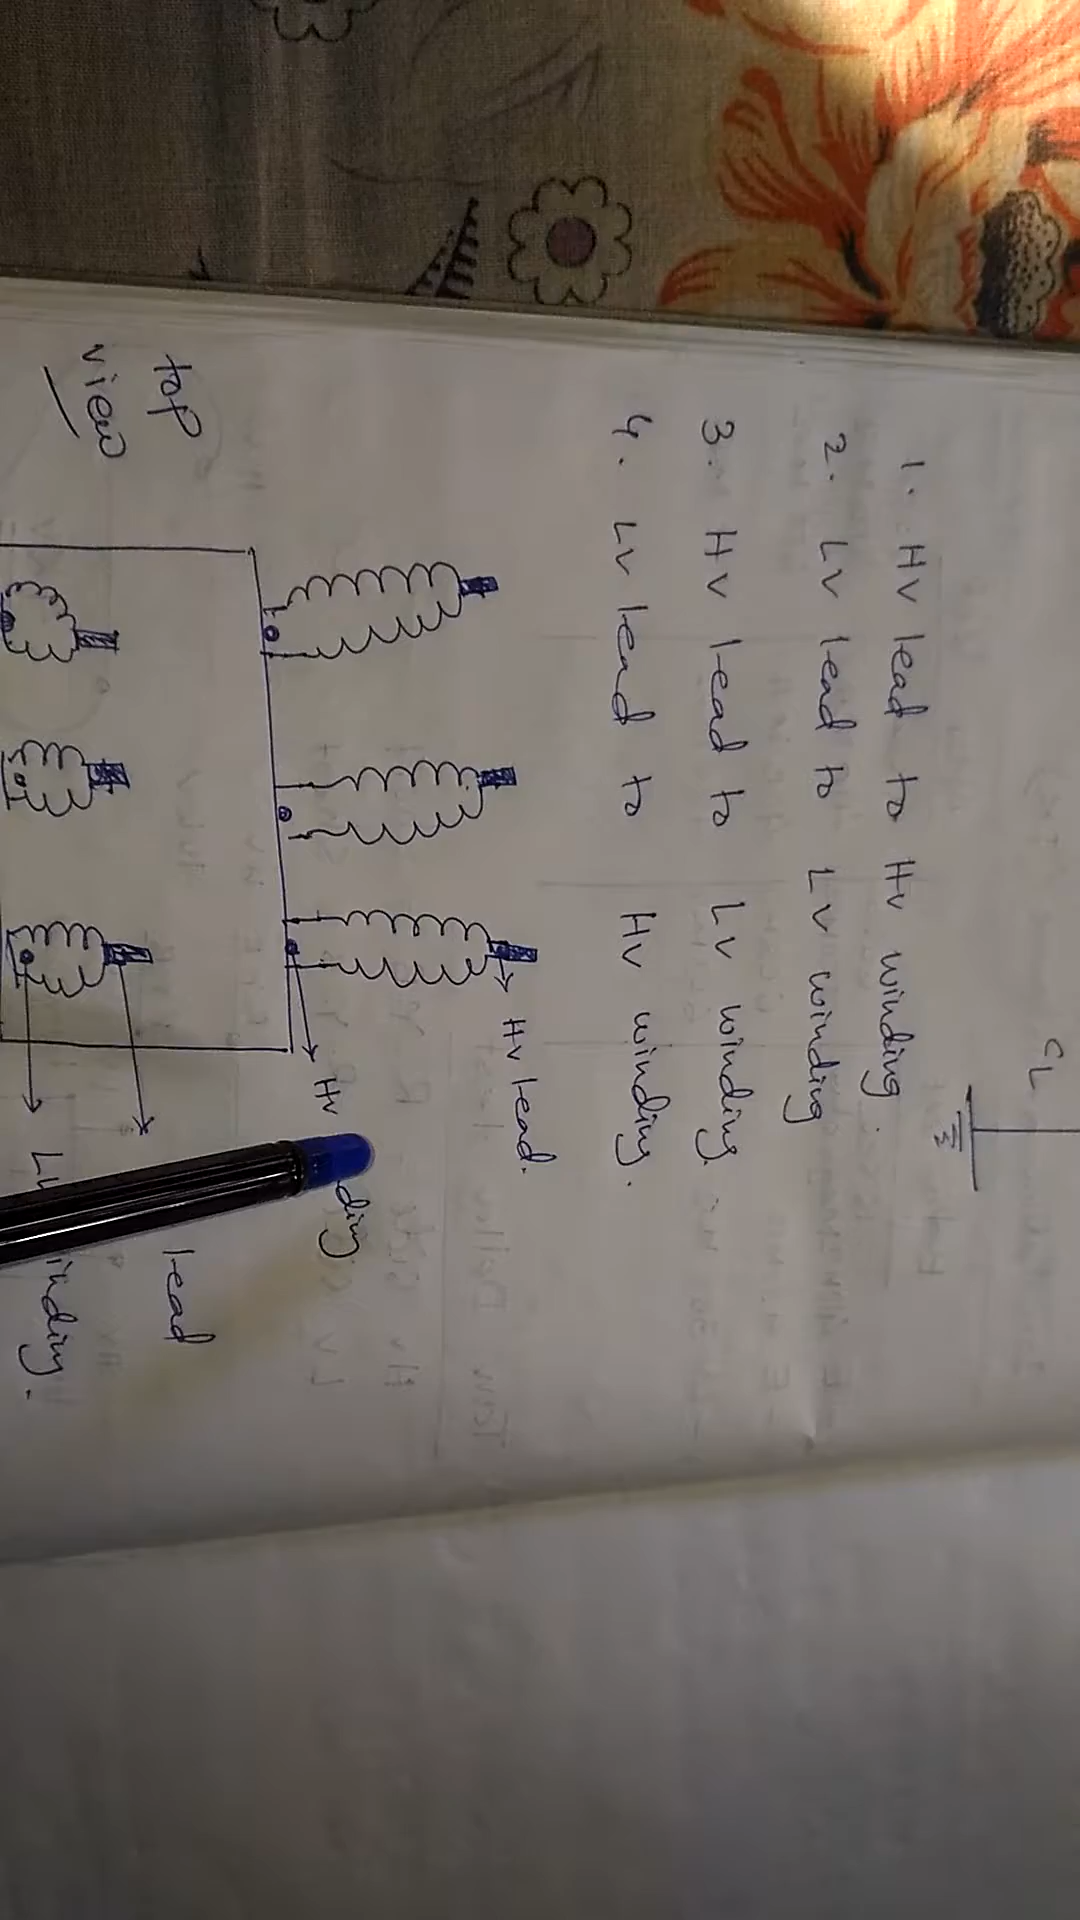 CL
1. Hv lead to Hv winding.
2. Lv lead to Lv winding
3. Hv lead to Lv winding.
4. Lv lead to Hv winding.
Hv lead.
Hv
top
view
lead